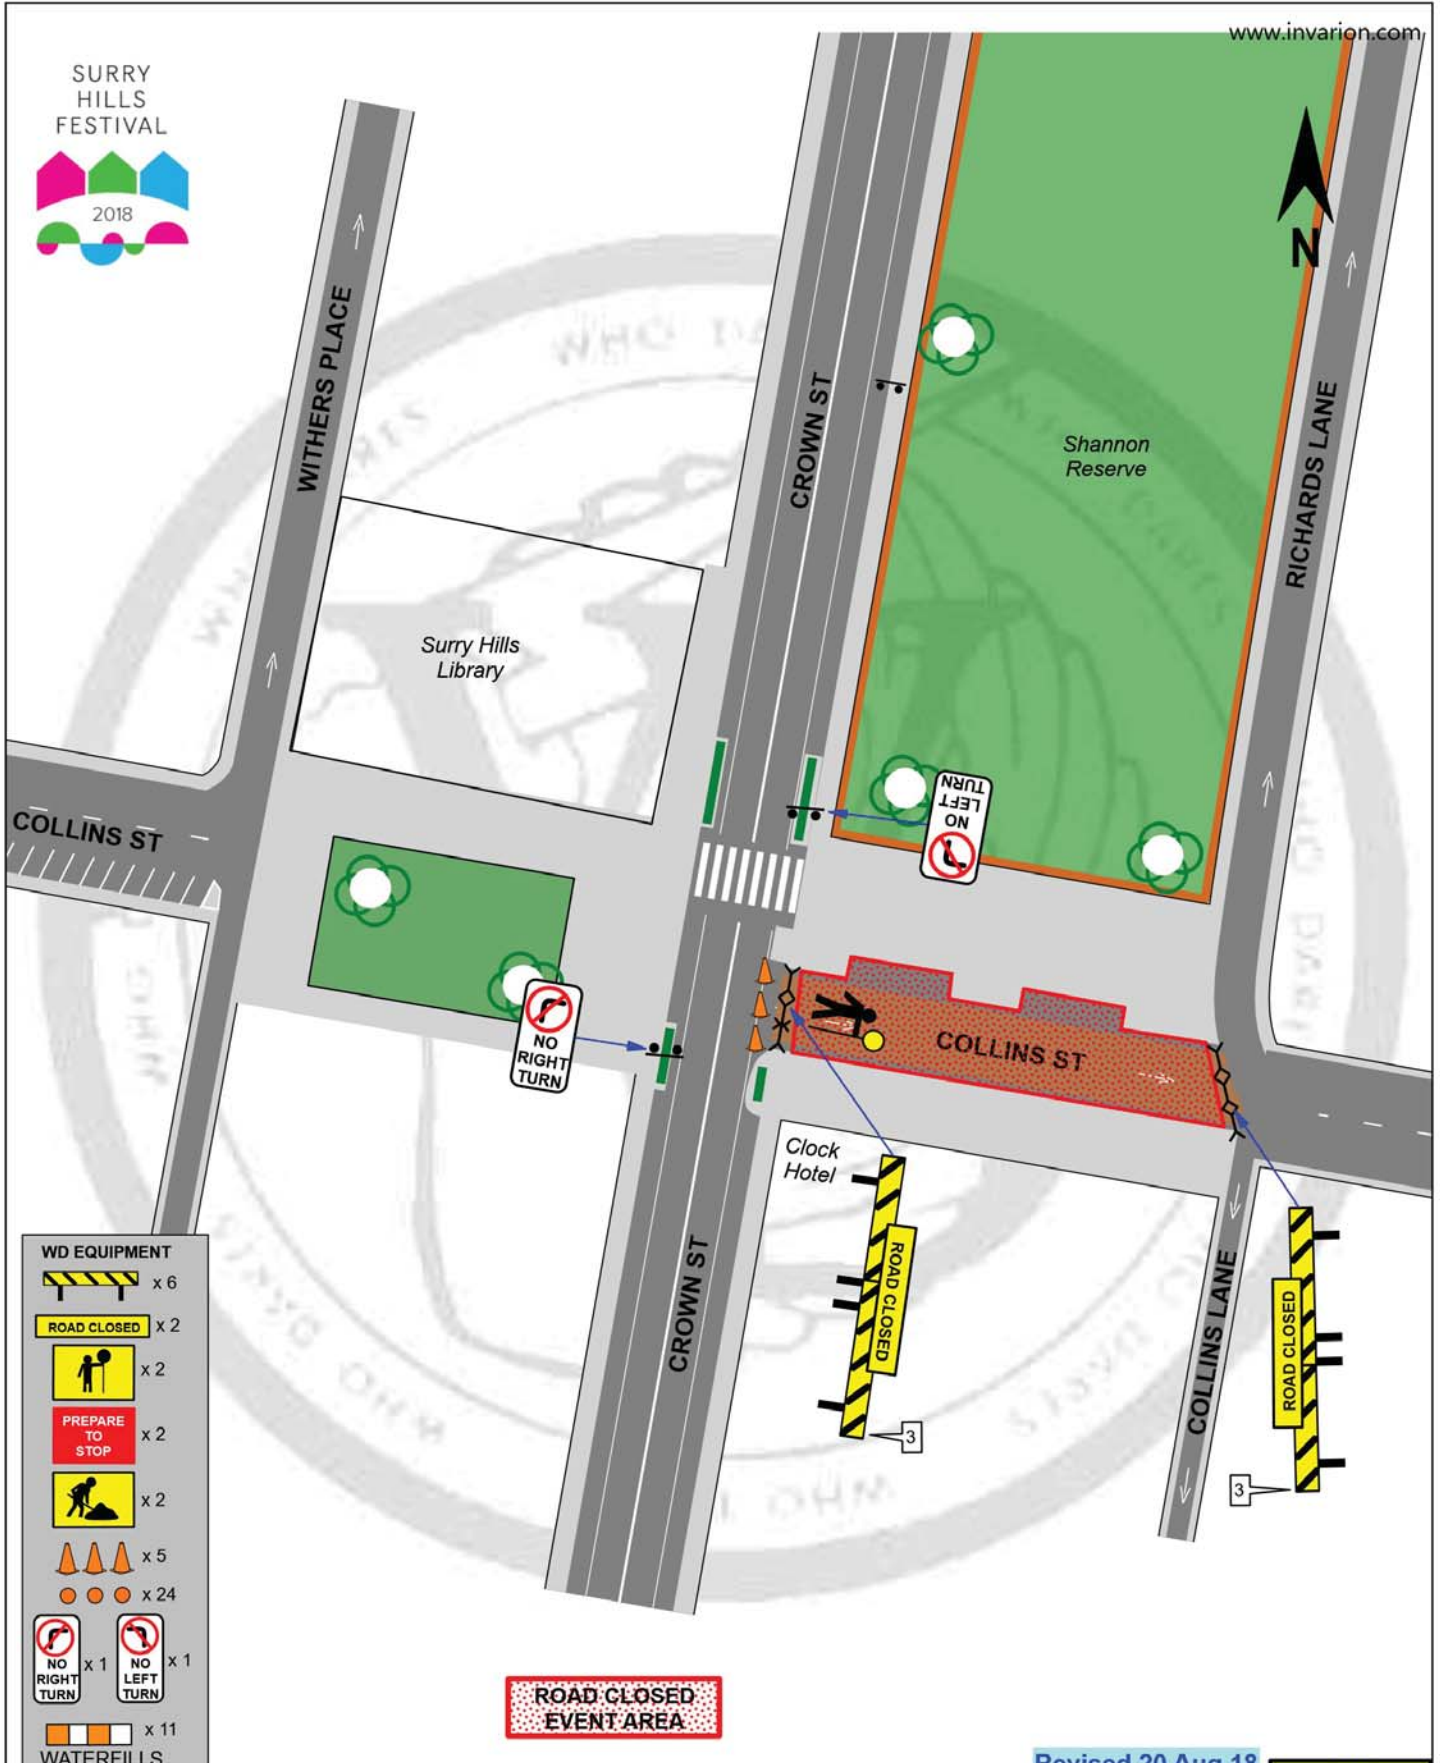 www.invarion.com
SURRY
HILLS
FESTIVAL
2018
N
WITHERS PLACE
CROWN ST
Shannon
Reserve
RICHARDS LANE
Surry Hills
Library
COLLINS ST
NO
LEFT
TURN
NO
RIGHT
TURN
COLLINS ST
Clock
Hotel
ROAD CLOSED
3
CROWN ST
COLLINS LANE
ROAD CLOSED
3
WD EQUIPMENT
x 6
ROAD CLOSED x 2
x 2
PREPARE
TO
STOP
x 2
x 2
x 5
x 24
NO
RIGHT
TURN
x 1
NO
LEFT
TURN
x 1
x 11
WATERFILLS
ROAD CLOSED
EVENT AREA
Revised 20 Aug 18
WHO DARES